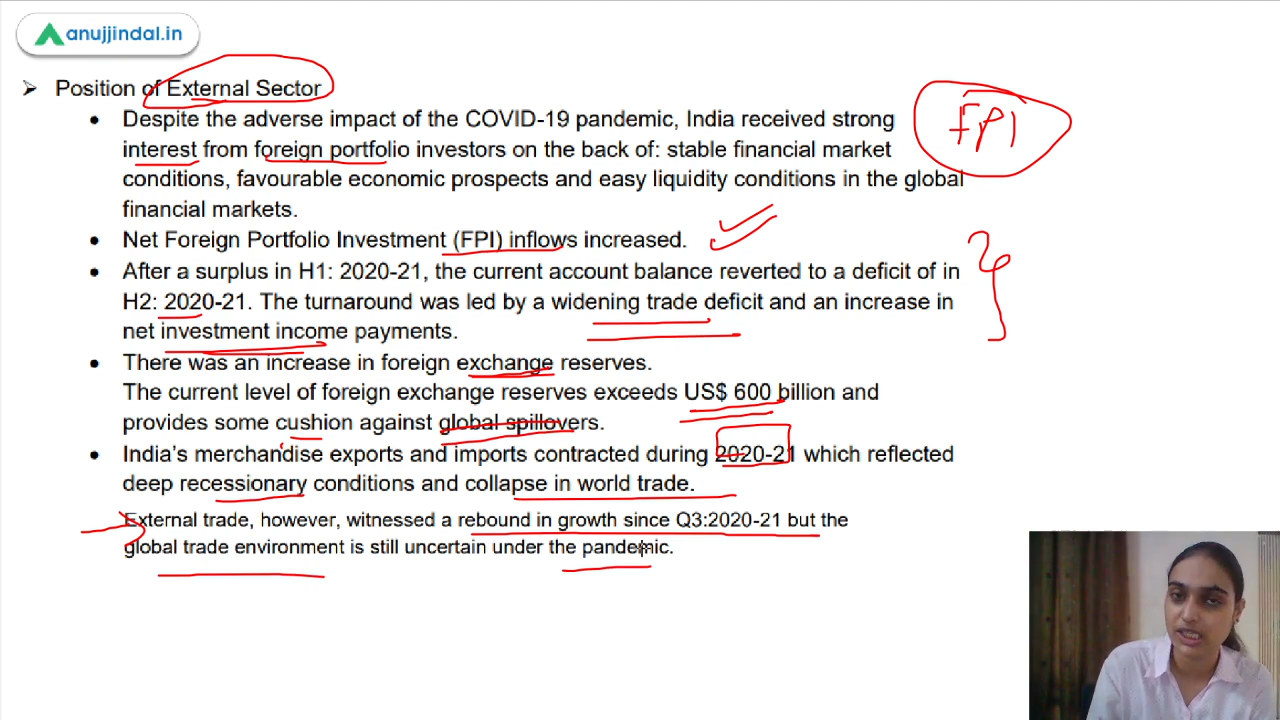 anujjindal.in
➢ Position of External Sector
• Despite the adverse impact of the COVID-19 pandemic, India received strong
interest from foreign portfolio investors on the back of: stable financial market
conditions, favourable economic prospects and easy liquidity conditions in the global
financial markets.
FPI
• Net Foreign Portfolio Investment (FPI) inflows increased.
• After a surplus in H1: 2020-21, the current account balance reverted to a deficit of in
H2: 2020-21. The turnaround was led by a widening trade deficit and an increase in
net investment income payments.
• There was an increase in foreign exchange reserves.
The current level of foreign exchange reserves exceeds US$ 600 billion and
provides some cushion against global spillovers.
• India's merchandise exports and imports contracted during 2020-21 which reflected
deep recessionary conditions and collapse in world trade.
External trade, however, witnessed a rebound in growth since Q3:2020-21 but the
global trade environment is still uncertain under the pandemic.